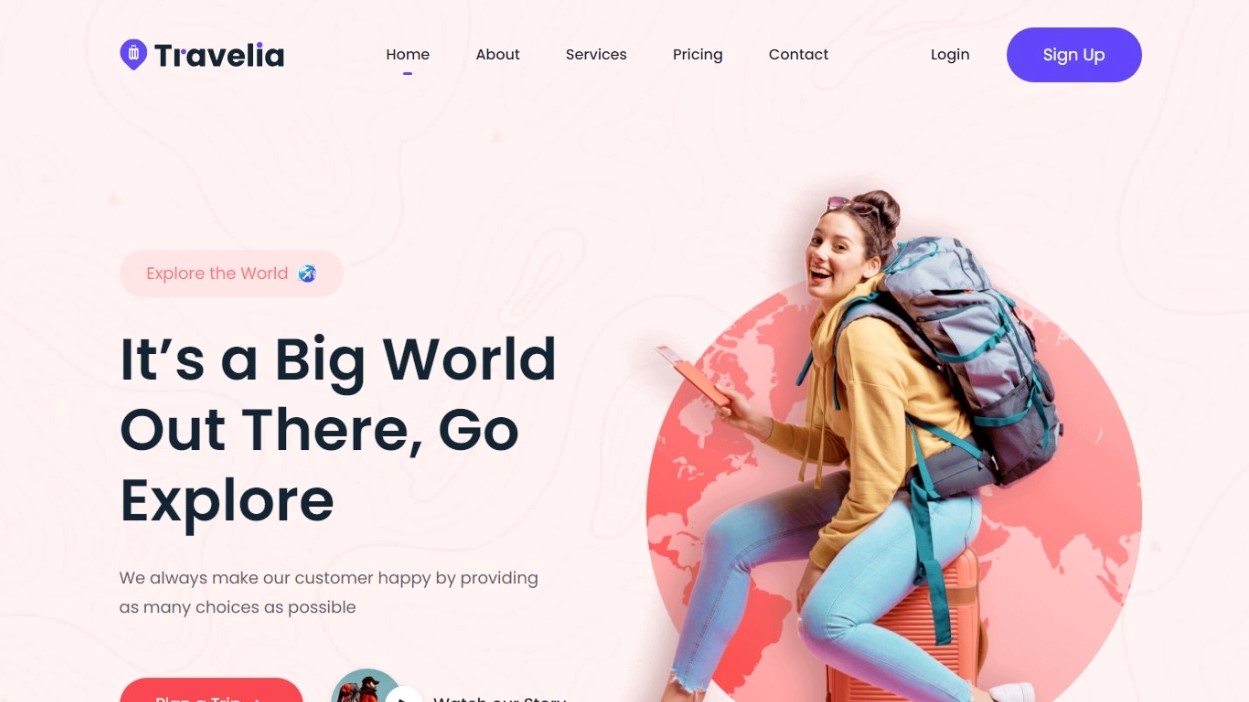 Travelia
Home About Services Pricing Contact Login Sign Up
Explore the World
It’s a Big World
Out There, Go
Explore
We always make our customer happy by providing
as many choices as possible
Plan a Trip
Watch our Story